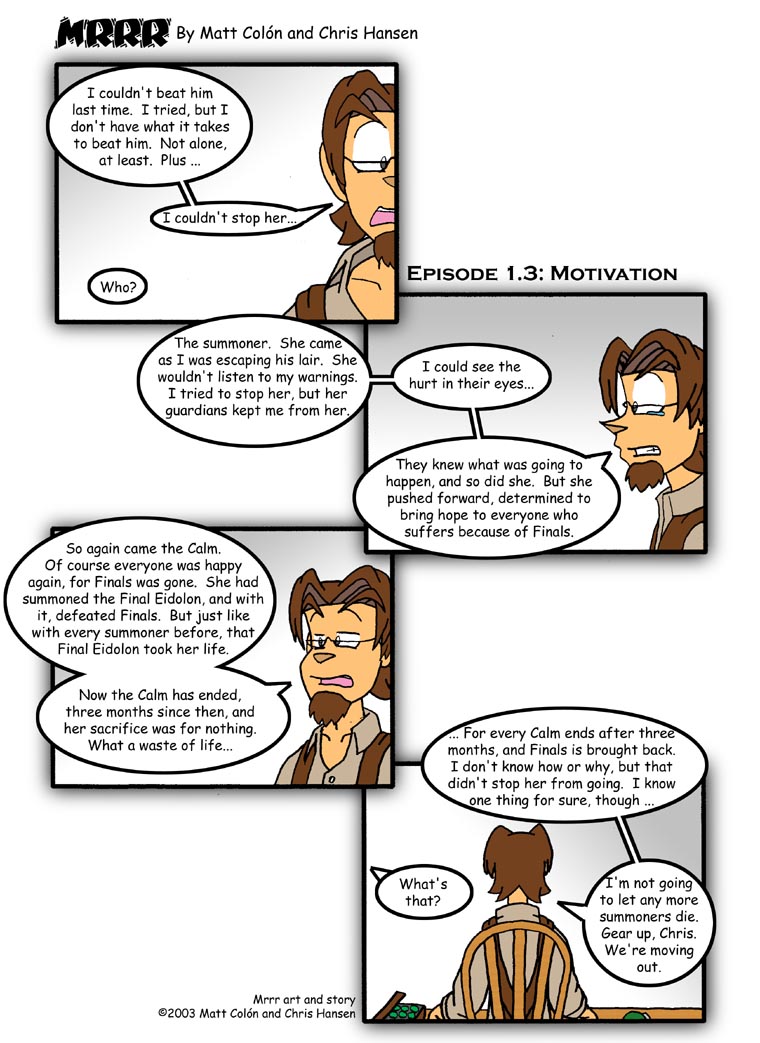 MRRR By Matt Colón and Chris Hansen
I couldn't beat him
last time. I tried, but I
don't have what it takes
to beat him. Not alone,
at least. Plus ...
I couldn't stop her...
Who?
Episode 1.3: Motivation
The summoner. She came
as I was escaping his lair. She
wouldn't listen to my warnings.
I tried to stop her, but her
guardians kept me from her.
I could see the
hurt in their eyes...
They knew what was going to
happen, and so did she. But she
pushed forward, determined to
bring hope to everyone who
suffers because of Finals.
So again came the Calm.
Of course everyone was happy
again, for Finals was gone. She had
summoned the Final Eidolon, and with
it, defeated Finals. But just like
with every summoner before, that
Final Eidolon took her life.
Now the Calm has ended,
three months since then, and
her sacrifice was for nothing.
What a waste of life...
... For every Calm ends after three
months, and Finals is brought back.
I don't know how or why, but that
didn't stop her from going. I know
one thing for sure, though ...
What's
that?
I'm not going
to let any more
summoners die.
Gear up, Chris.
We're moving
out.
Mrrr art and story
©2003 Matt Colón and Chris Hansen